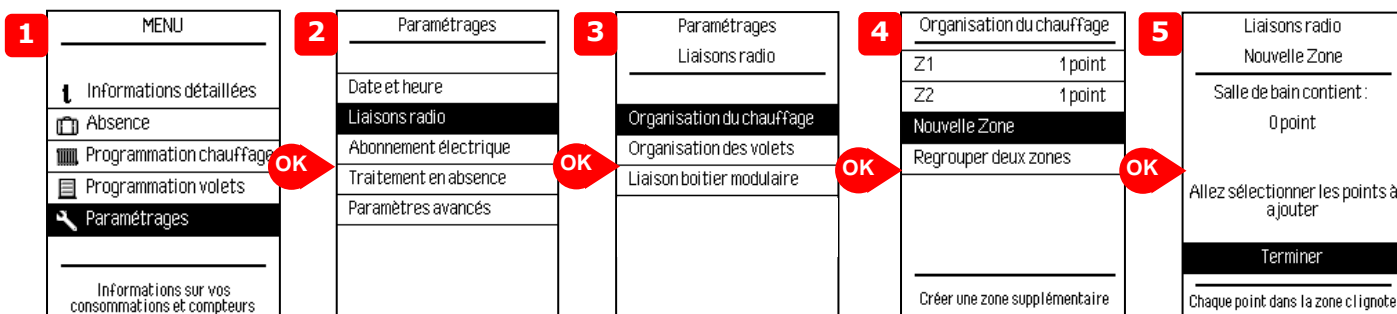 1
MENU
Informations détaillées
Absence
Programmation chauffage
Programmation volets
Paramétrages
Informations sur vos
consommations et compteurs
OK
2
Paramétrages
Date et heure
Liaisons radio
Abonnement électrique
Traitement en absence
Paramètres avancés
OK
3
Paramétrages
Liaisons radio
Organisation du chauffage
Organisation des volets
Liaison boitier modulaire
OK
4
Organisation du chauffage
Z1 1 point
Z2 1 point
Nouvelle Zone
Regrouper deux zones
Créer une zone supplémentaire
OK
5
Liaisons radio
Nouvelle Zone
Salle de bain contient :
0 point
Allez sélectionner les points à
ajouter
Terminer
Chaque point dans la zone clignote